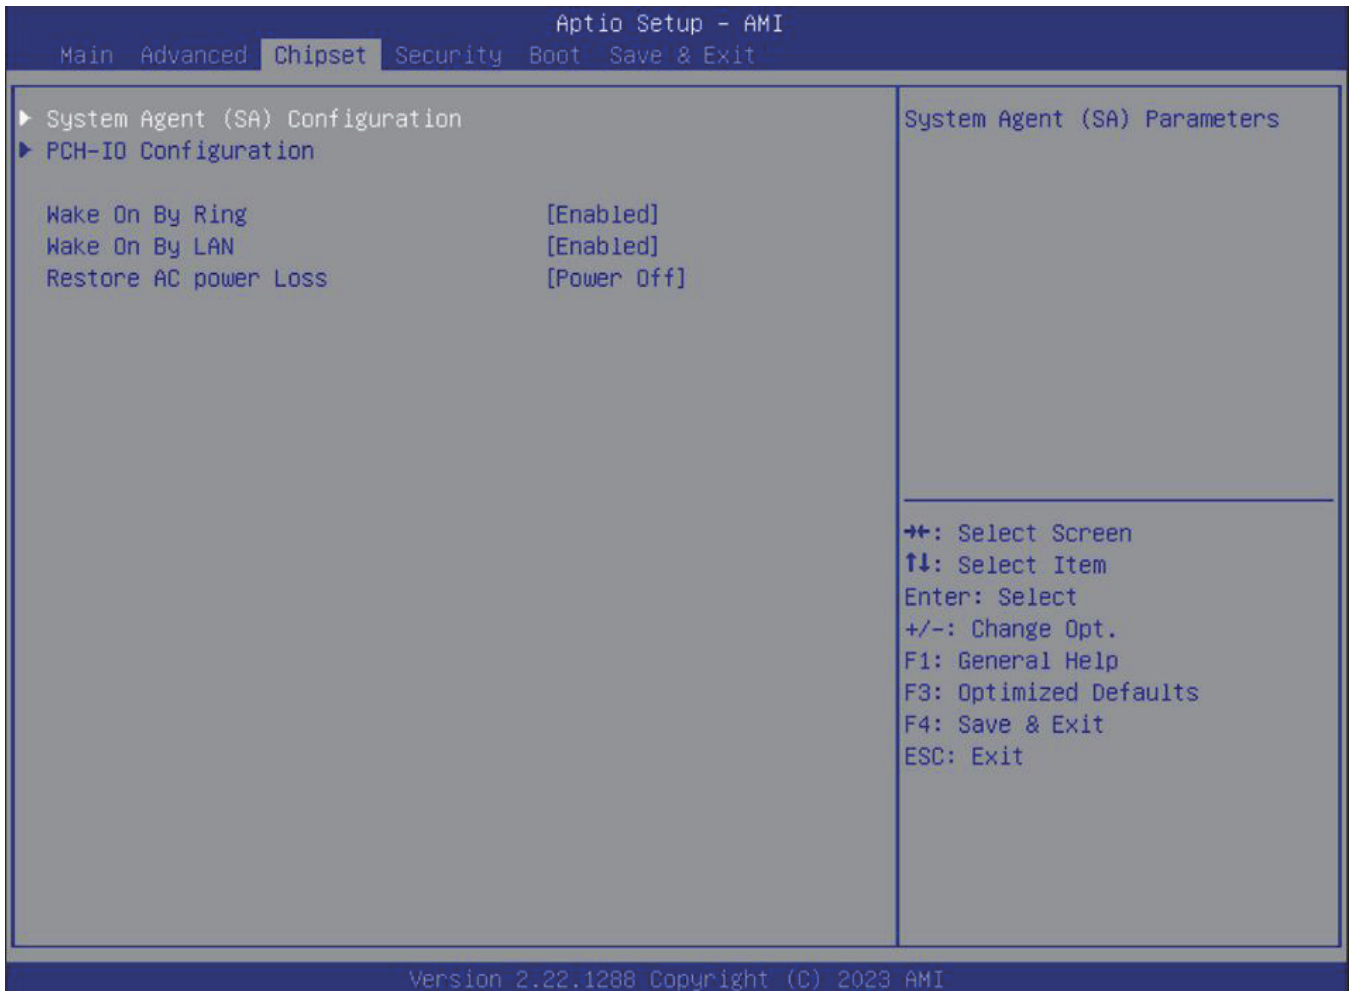 Aptio Setup – AMI
Main Advanced Chipset Security Boot Save & Exit
▶ System Agent (SA) Configuration
▶ PCH-IO Configuration
Wake On By Ring [Enabled]
Wake On By LAN [Enabled]
Restore AC power Loss [Power Off]
System Agent (SA) Parameters
→←: Select Screen
↑↓: Select Item
Enter: Select
+/-: Change Opt.
F1: General Help
F3: Optimized Defaults
F4: Save & Exit
ESC: Exit
Version 2.22.1288 Copyright (C) 2023 AMI